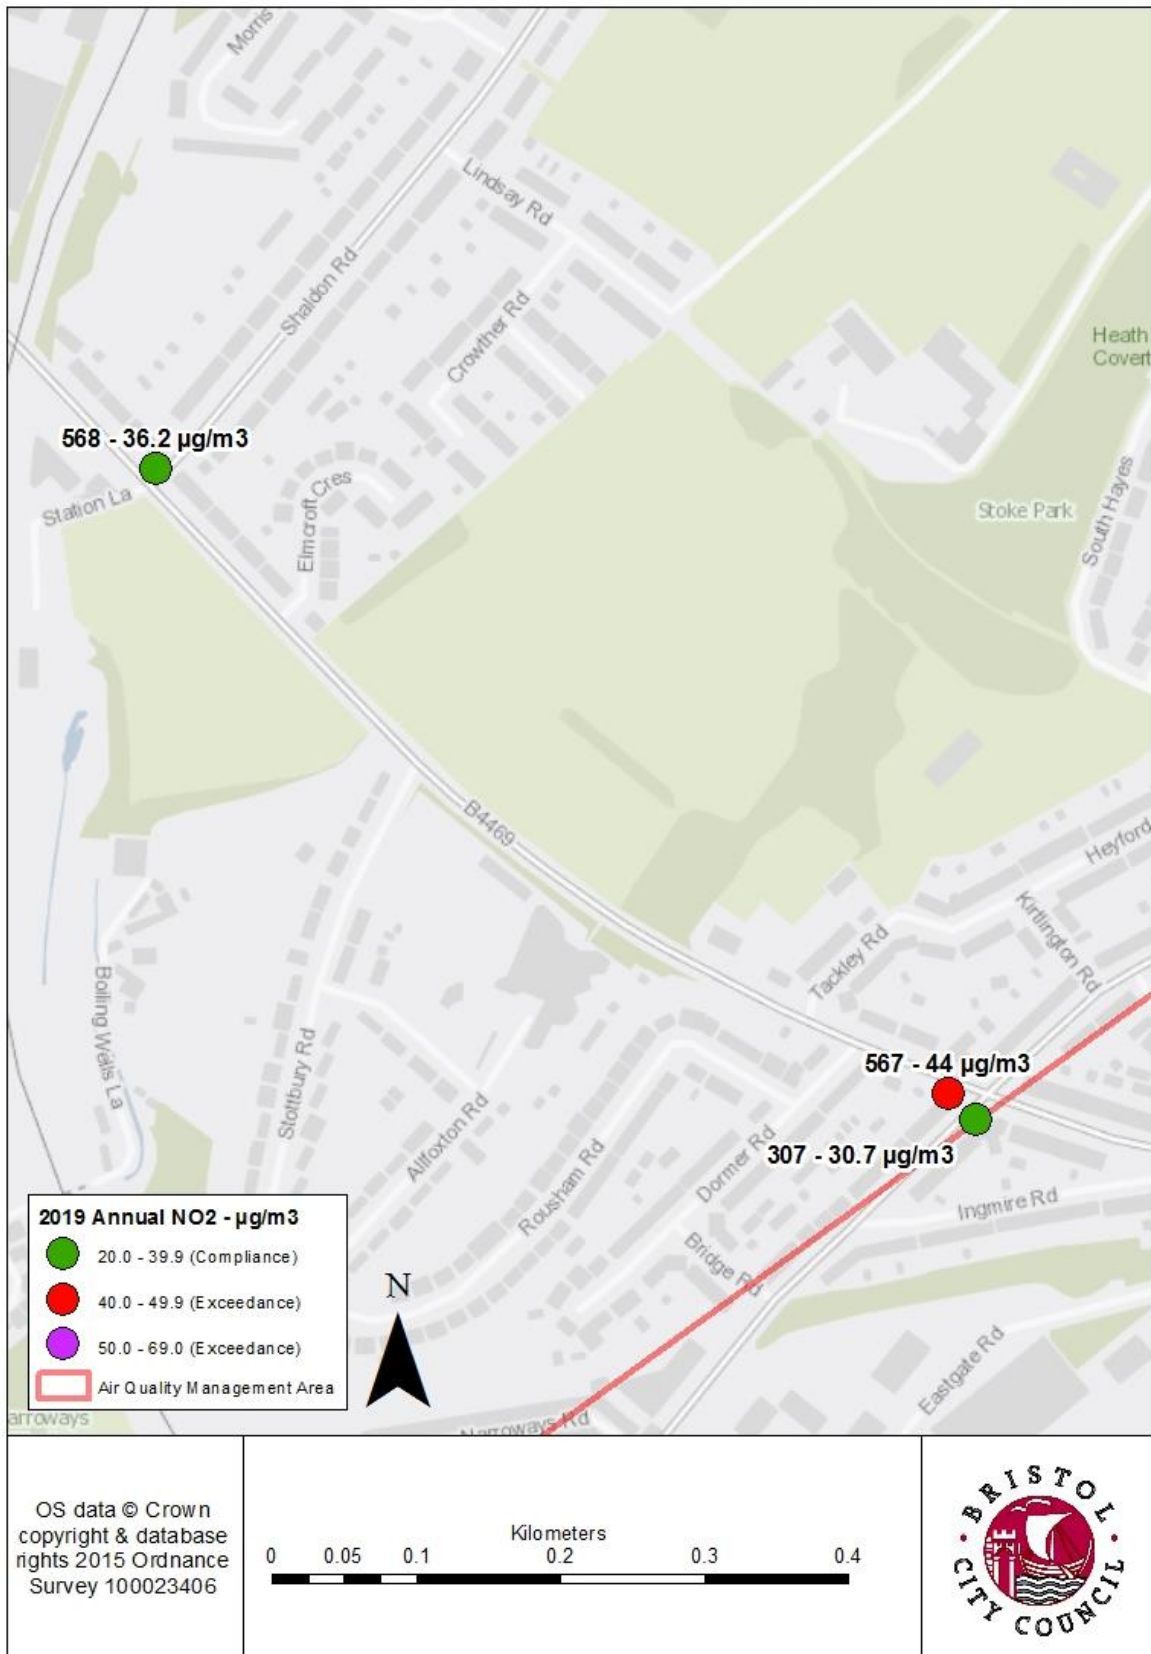 Morris
Lindsay Rd
Shaldon Rd
Crowther Rd
Heath
Covert
568 - 36.2 µg/m3
Station La
Elmcroft Cres
Stoke Park
South Hayes
B4469
Heyford
Kirtlington Rd
Tackley Rd
Boiling Wells La
Stottbury Rd
567 - 44 µg/m3
Allfoxton Rd
307 - 30.7 µg/m3
Rousham Rd
Dormer Rd
Ingmire Rd
Bridge Rd
Eastgate Rd
2019 Annual NO2 - µg/m3
20.0 - 39.9 (Compliance)
40.0 - 49.9 (Exceedance)
50.0 - 69.0 (Exceedance)
Air Quality Management Area
N
arroways
Narroways Rd
OS data © Crown
copyright & database
rights 2015 Ordnance
Survey 100023406
Kilometers
0 0.05 0.1 0.2 0.3 0.4
BRISTOL
CITY COUNCIL